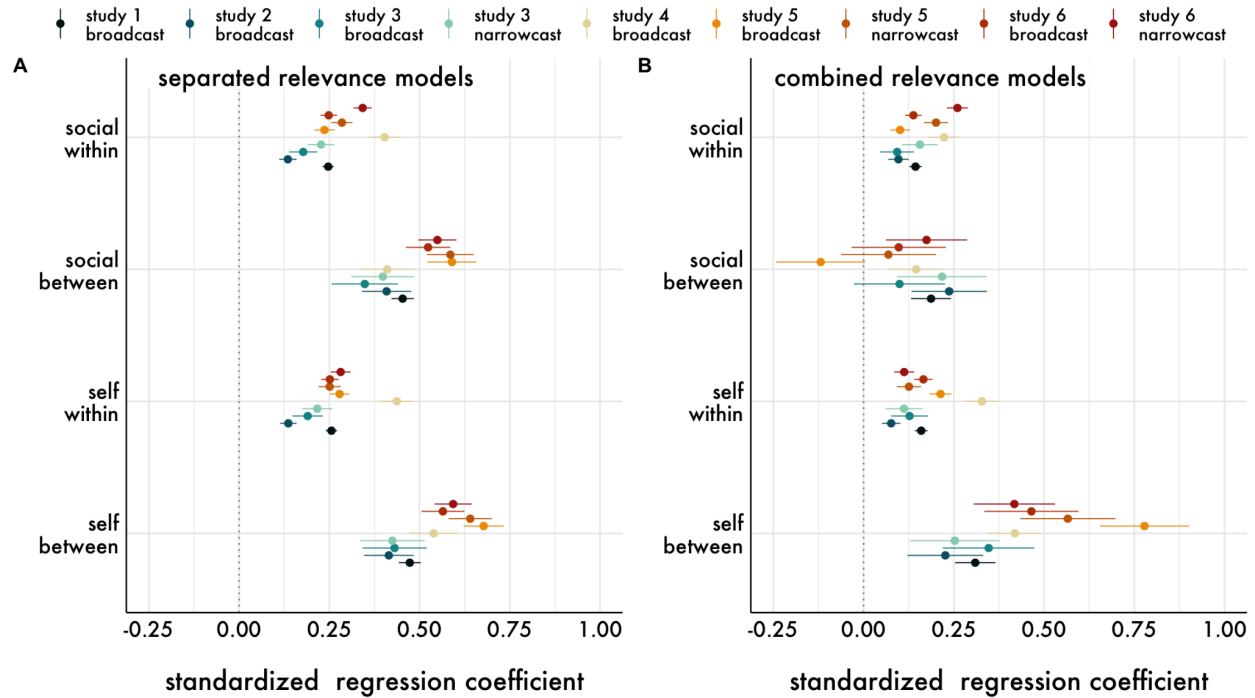 study 1 study 2 study 3 study 3 study 4 study 5 study 5 study 6 study 6
broadcast broadcast broadcast narrowcast broadcast broadcast narrowcast broadcast narrowcast
A
separated relevance models
social
within
social
between
self
within
self
between
-0.25 0.00 0.25 0.50 0.75 1.00
standardized regression coefficient
B
combined relevance models
social
within
social
between
self
within
self
between
-0.25 0.00 0.25 0.50 0.75 1.00
standardized regression coefficient